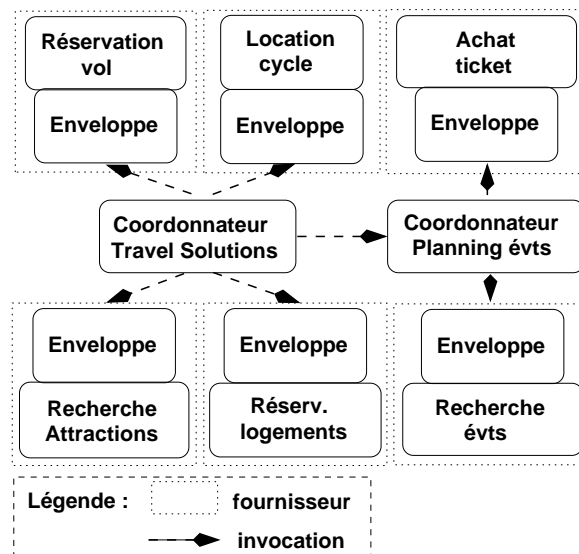 Réservation
vol
Location
cycle
Achat
ticket
Enveloppe
Enveloppe
Enveloppe
Coordonnateur
Travel Solutions
Coordonnateur
Planning évts
Enveloppe
Enveloppe
Enveloppe
Recherche
Attractions
Réserv.
logements
Recherche
évts
Légende :
fournisseur
invocation